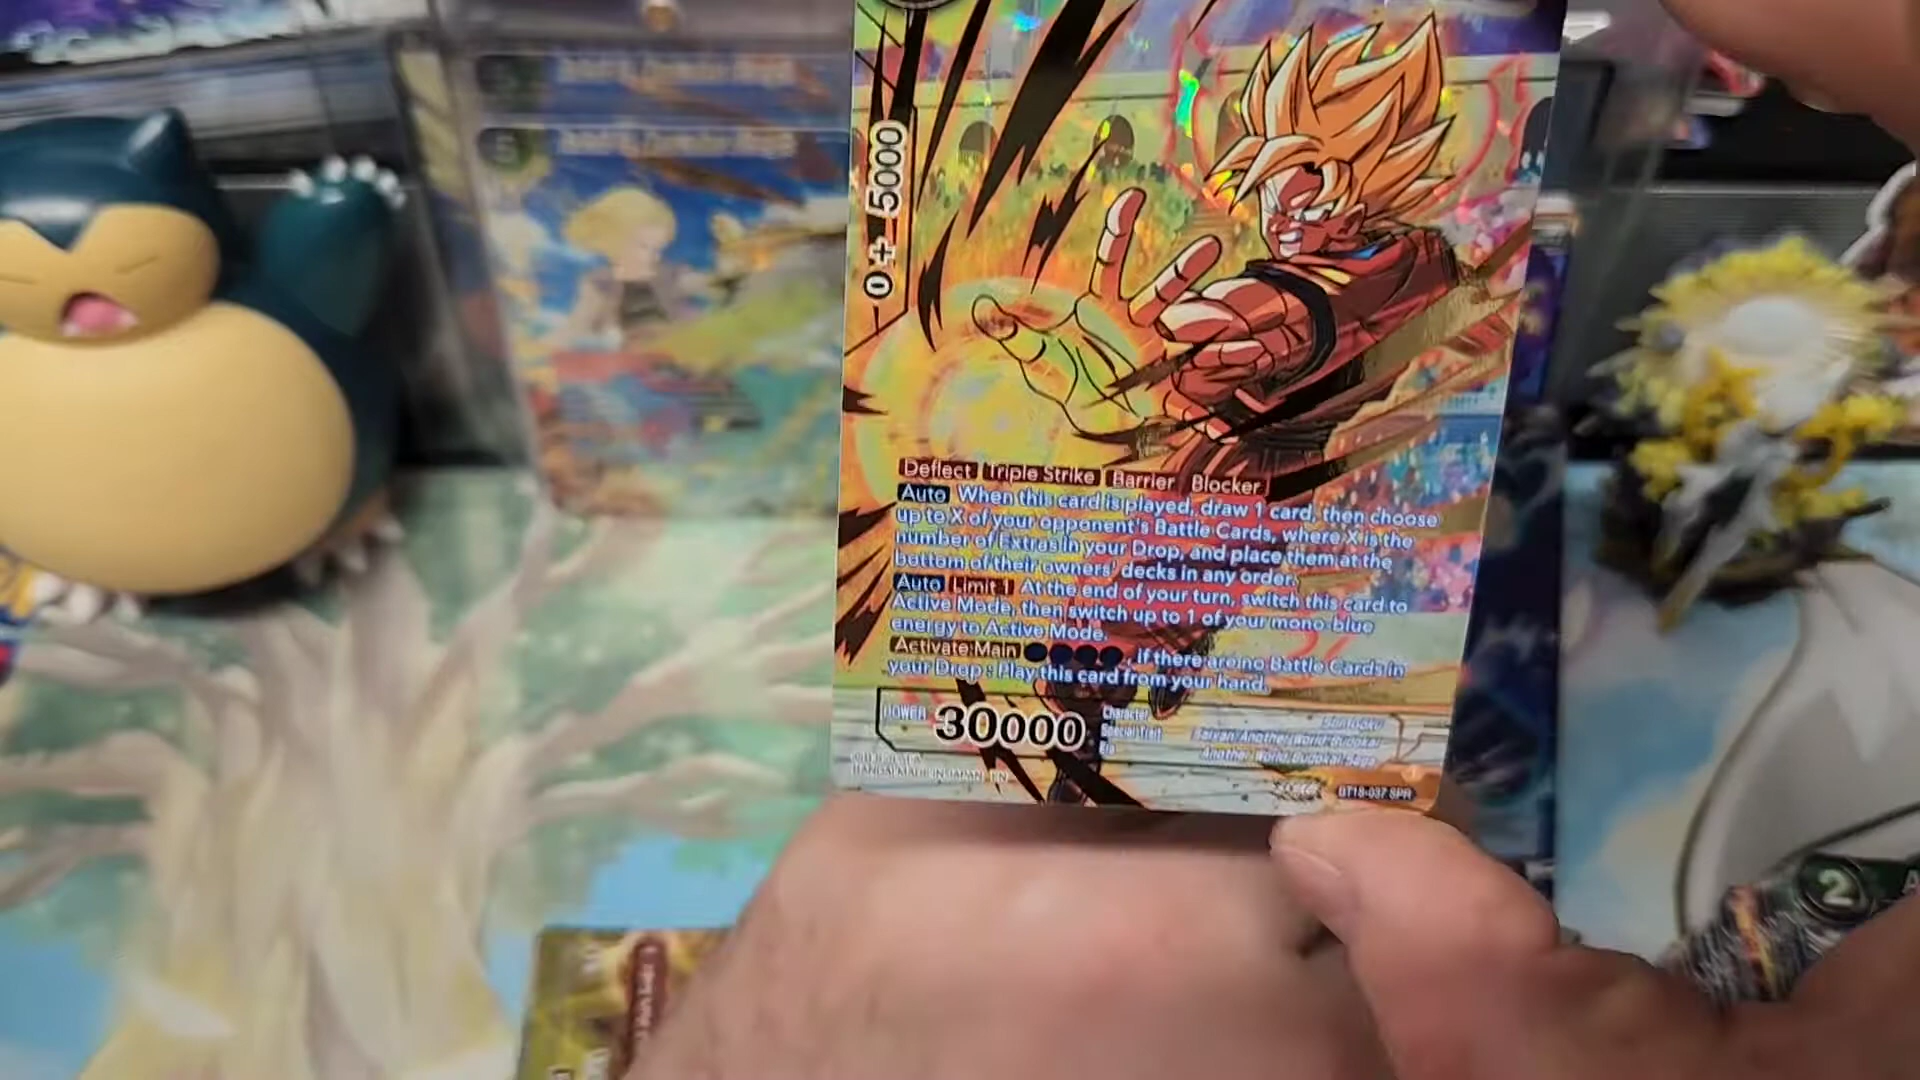 0 + 5000
Deflect Triple Strike Barrier Blocker
Auto When this card is played, draw 1 card, then choose
up to X of your opponent's Battle Cards, where X is the
number of Extras in your Drop, and place them at the
bottom of their owners' decks in any order.
Auto Limit 1 At the end of your turn, switch this card to
Active Mode, then switch up to 1 of your mono-blue
energy to Active Mode.
Activate Main , if there are no Battle Cards in
your Drop : Play this card from your hand.
POWER 30000
Character Son Goku
Special Trait Saiyan/Another World Budokai
Era Another World Budokai Saga
BANDAI MADE IN JAPAN EN
BT18-037 SPR
2